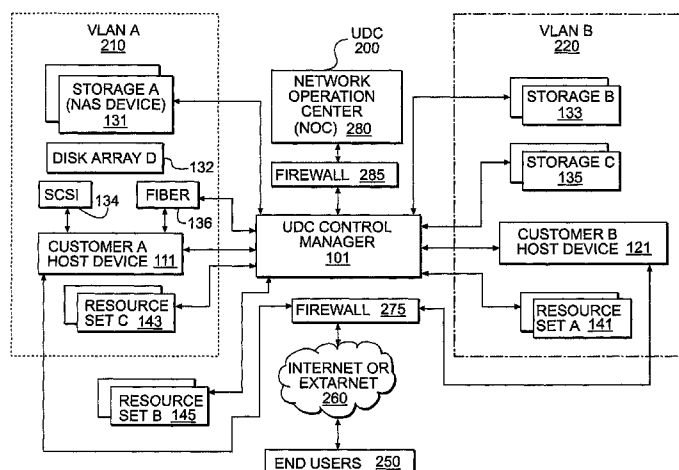 UDC
200
VLAN A
210
STORAGE A
(NAS DEVICE)
131
DISK ARRAY D
132
SCSI
134
FIBER
136
CUSTOMER A
HOST DEVICE 111
RESOURCE
SET C 143
RESOURCE
SET B 145
NETWORK
OPERATION
CENTER
(NOC) 280
FIREWALL 285
UDC CONTROL
MANAGER
101
FIREWALL 275
INTERNET OR
EXTARNET
260
END USERS 250
VLAN B
220
STORAGE B
133
STORAGE C
135
CUSTOMER B
HOST DEVICE 121
RESOURCE
SET A 141